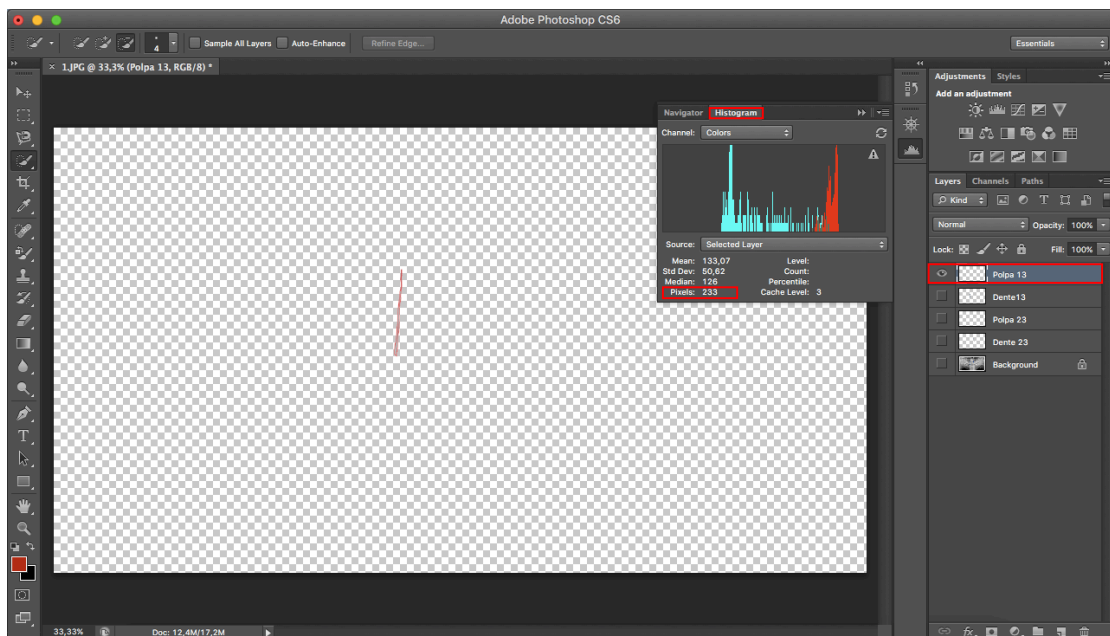 Adobe Photoshop CS6
4 Sample All Layers Auto-Enhance Refine Edge... Essentials
× 1.JPG @ 33,3% (Polpa 13, RGB/8) *
Adjustments Styles
Add an adjustment
Navigator Histogram
Channel: Colors
Source: Selected Layer
Mean: 133,07 Level:
Std Dev: 50,62 Count:
Median: 126 Percentile:
Pixels: 233 Cache Level: 3
Layers Channels Paths
Kind
Normal Opacity: 100%
Lock: Fill: 100%
Polpa 13
Dente13
Polpa 23
Dente 23
Background
33,33% Doc: 12,4M/17,2M